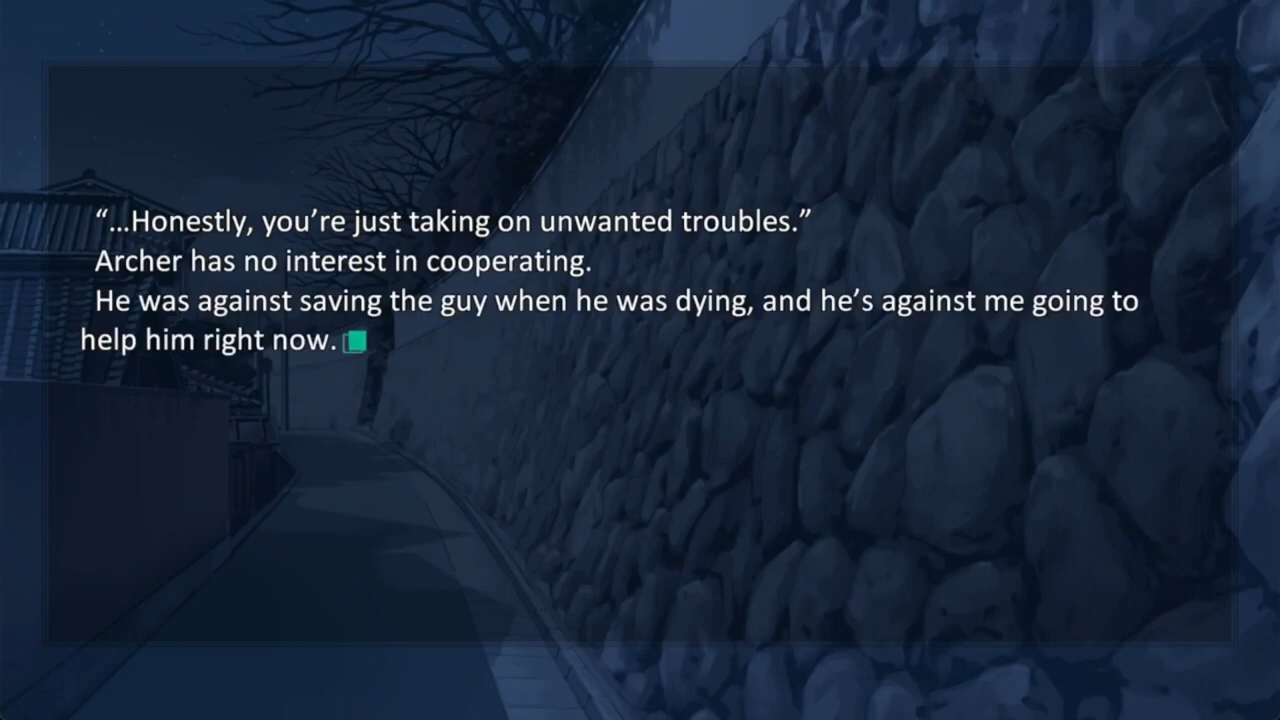 “…Honestly, you’re just taking on unwanted troubles.”
Archer has no interest in cooperating.
He was against saving the guy when he was dying, and he’s against me going to
help him right now.